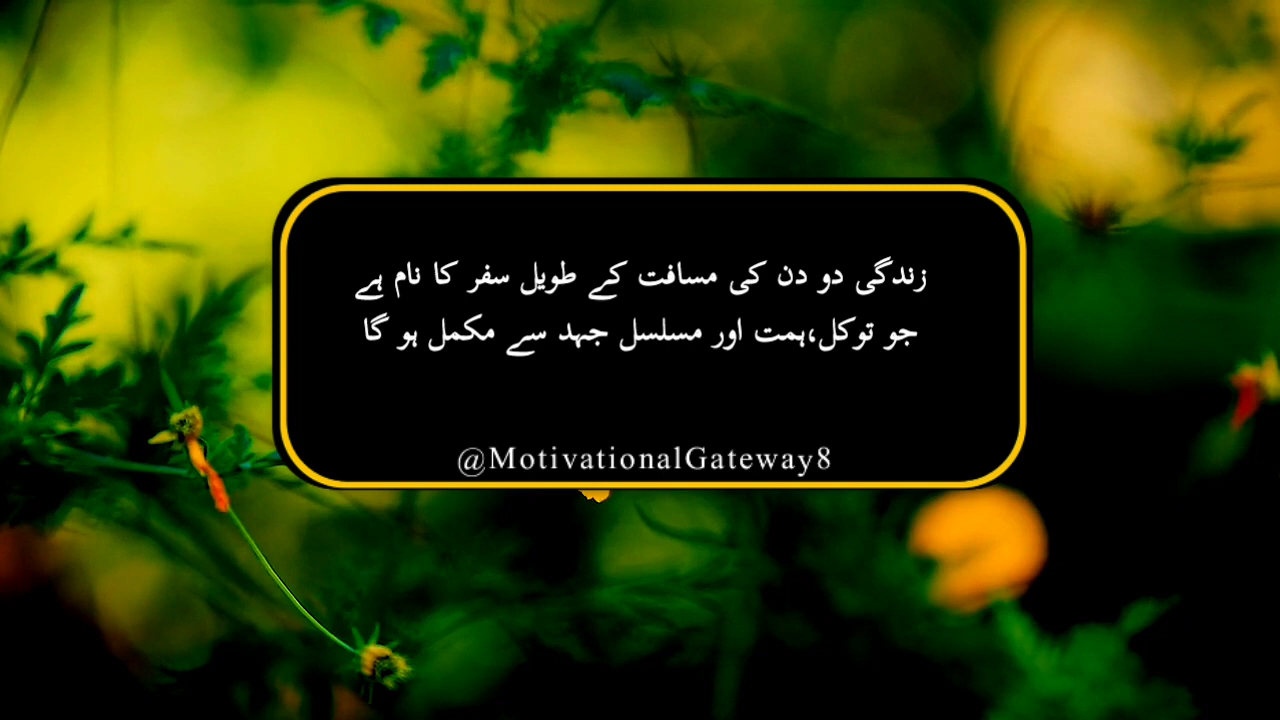 زندگی دو دن کی مسافت کے طویل سفر کا نام ہے
جو توکل،ہمت اور مسلسل جہد سے مکمل ہو گا
@MotivationalGateway8